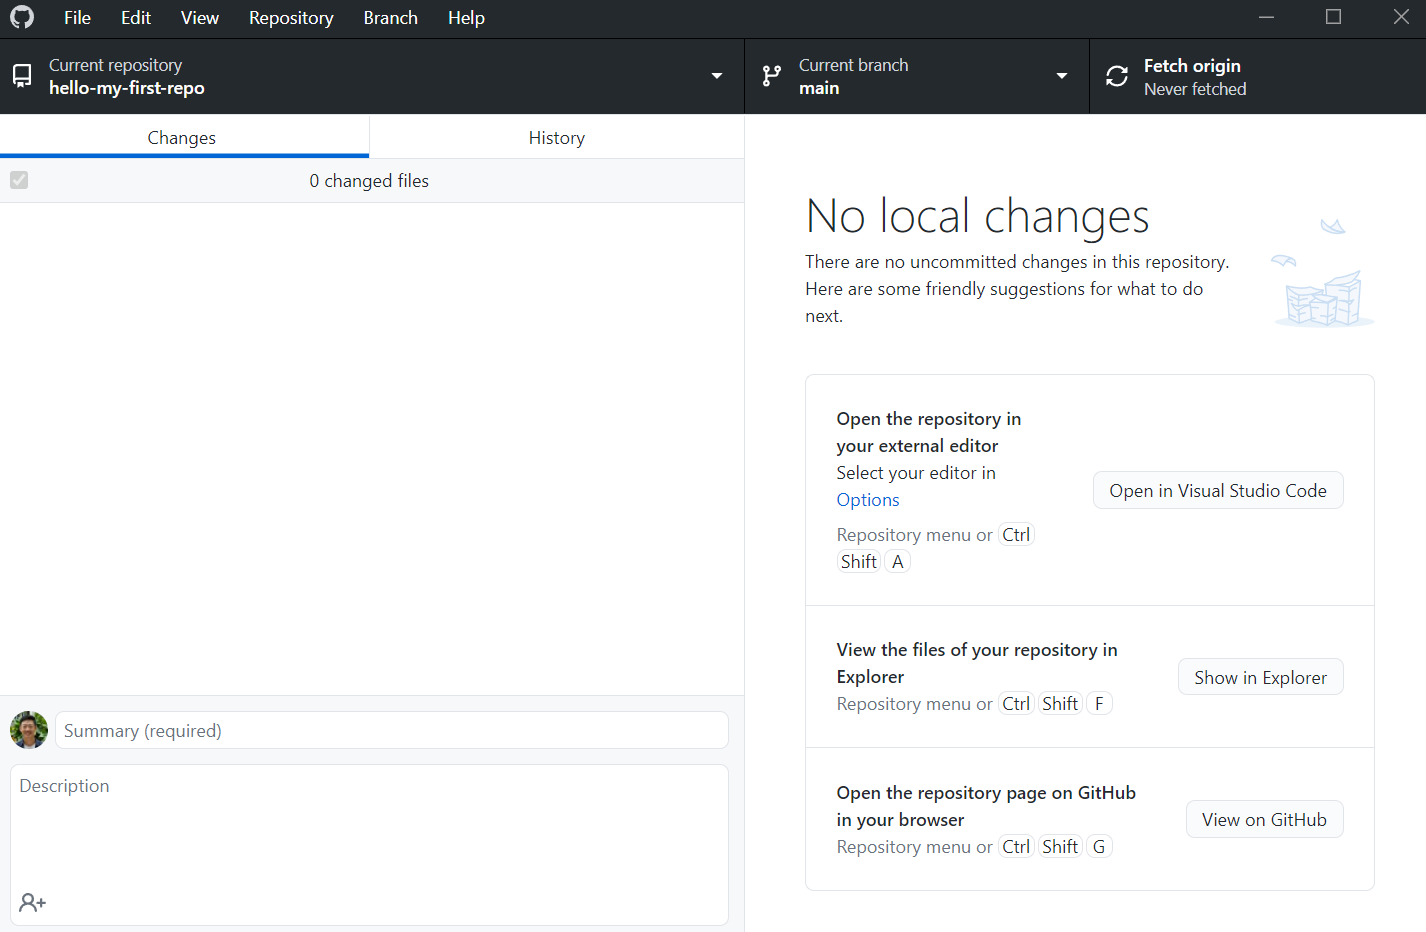 File Edit View Repository Branch Help
Current repository
hello-my-first-repo
Current branch
main
Fetch origin
Never fetched
Changes
History
0 changed files
No local changes
There are no uncommitted changes in this repository.
Here are some friendly suggestions for what to do
next.
Open the repository in
your external editor
Select your editor in
Options
Repository menu or Ctrl
Shift A
Open in Visual Studio Code
View the files of your repository in
Explorer
Repository menu or Ctrl Shift F
Show in Explorer
Open the repository page on GitHub
in your browser
Repository menu or Ctrl Shift G
View on GitHub
Summary (required)
Description